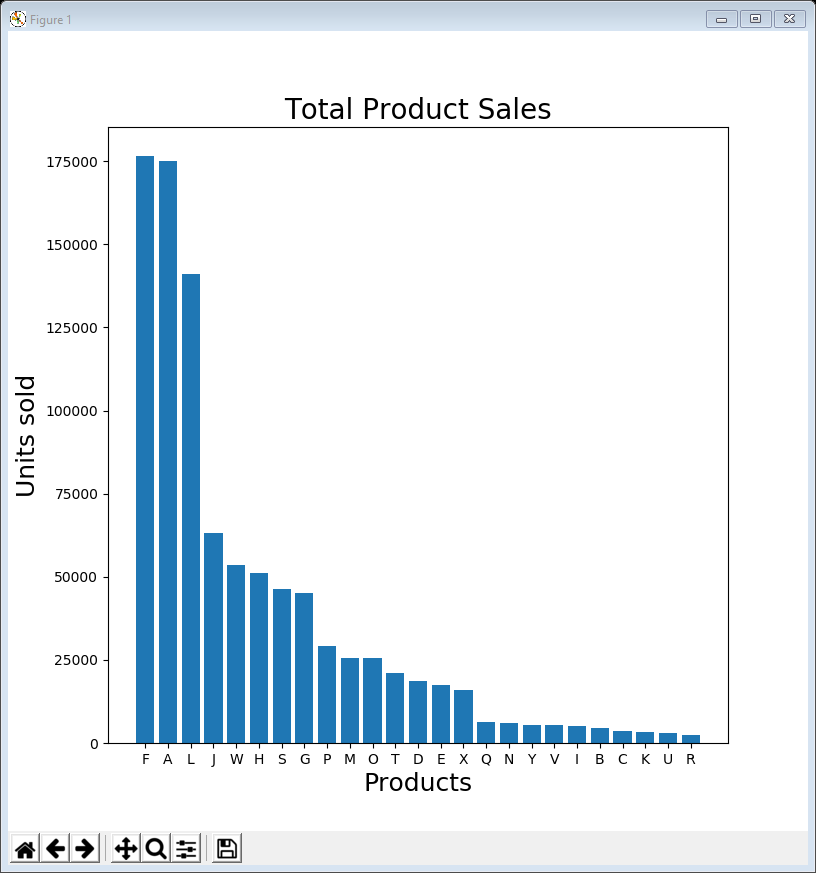 Figure 1
Total Product Sales
175000
150000
125000
100000
75000
50000
25000
0
Units sold
F A L J W H S G P M O T D E X Q N Y V I B C K U R
Products